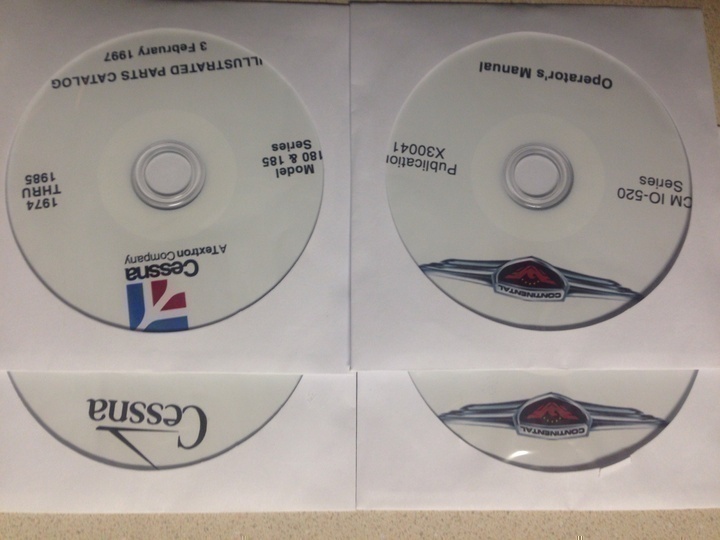 Cessna
A Textron Company
Model
180 & 185
Series
1974
THRU
1985
ILLUSTRATED PARTS CATALOG
3 February 1997
CONTINENTAL
CM IO-520
Series
Publication
X30041
Operator's Manual
Cessna
CONTINENTAL